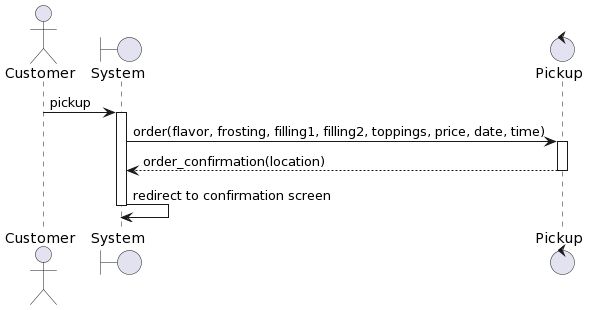 Customer System Pickup
pickup
order(flavor, frosting, filling1, filling2, toppings, price, date, time)
order_confirmation(location)
redirect to confirmation screen
Customer System Pickup